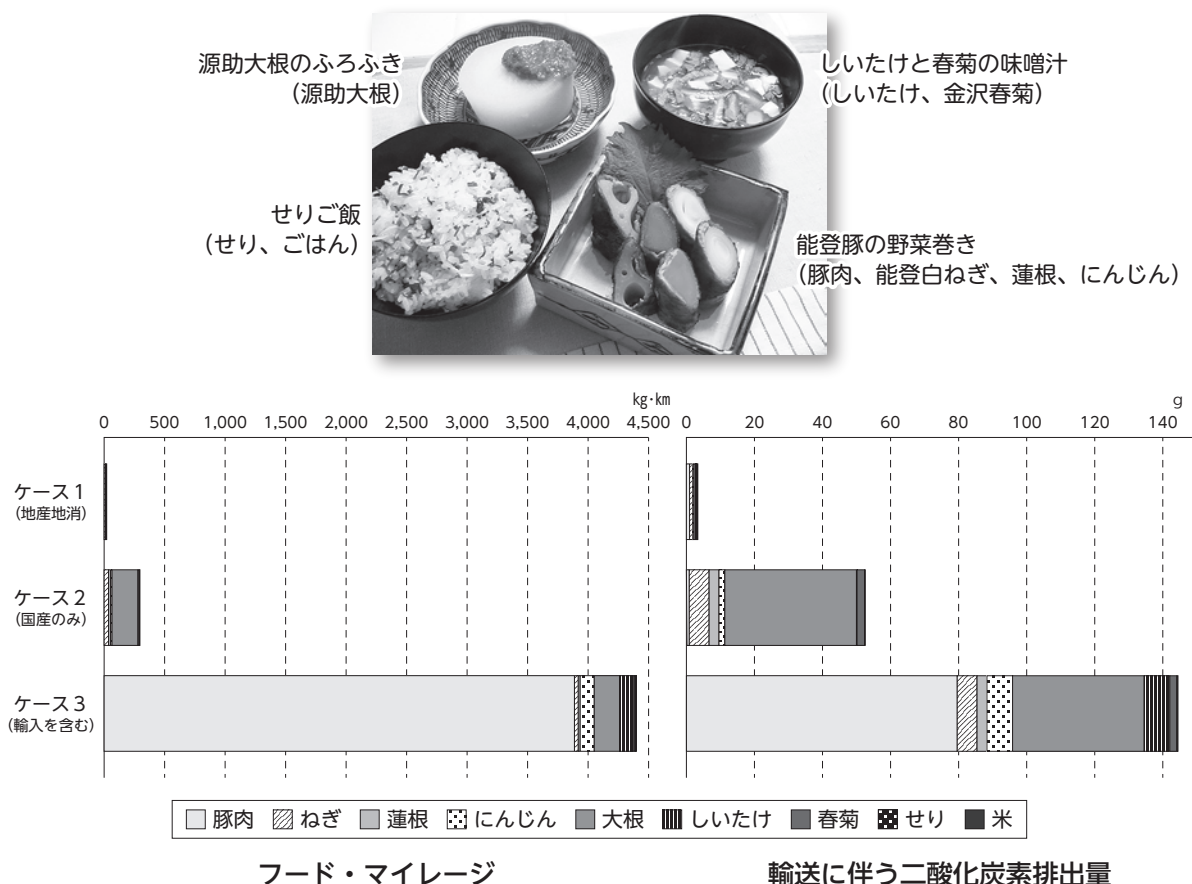 源助大根のふろふき
（源助大根）
しいたけと春菊の味噌汁
（しいたけ、金沢春菊）
せりご飯
（せり、ごはん）
能登豚の野菜巻き
（豚肉、能登白ねぎ、蓮根、にんじん）
kg·km
0 500 1,000 1,500 2,000 2,500 3,000 3,500 4,000 4,500
g
0 20 40 60 80 100 120 140
ケース1
（地産地消）
ケース2
（国産のみ）
ケース3
（輸入を含む）
豚肉 ねぎ 蓮根 にんじん 大根 しいたけ 春菊 せり 米
フード・マイレージ
輸送に伴う二酸化炭素排出量